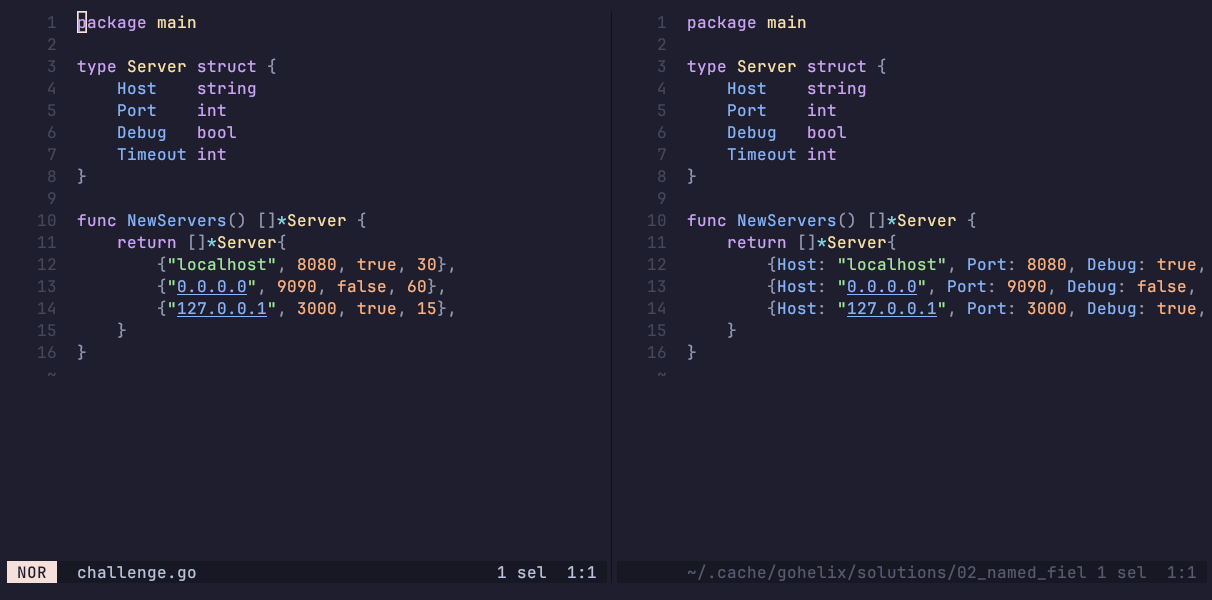 1 package main
2
3 type Server struct {
4     Host    string
5     Port    int
6     Debug   bool
7     Timeout int
8 }
9
10 func NewServers() []*Server {
11     return []*Server{
12         {"localhost", 8080, true, 30},
13         {"0.0.0.0", 9090, false, 60},
14         {"127.0.0.1", 3000, true, 15},
15     }
16 }
~
NOR challenge.go 1 sel 1:1
1 package main
2
3 type Server struct {
4     Host    string
5     Port    int
6     Debug   bool
7     Timeout int
8 }
9
10 func NewServers() []*Server {
11     return []*Server{
12         {Host: "localhost", Port: 8080, Debug: true,
13         {Host: "0.0.0.0", Port: 9090, Debug: false,
14         {Host: "127.0.0.1", Port: 3000, Debug: true,
15     }
16 }
~
~/.cache/gohelix/solutions/02_named_fiel 1 sel 1:1